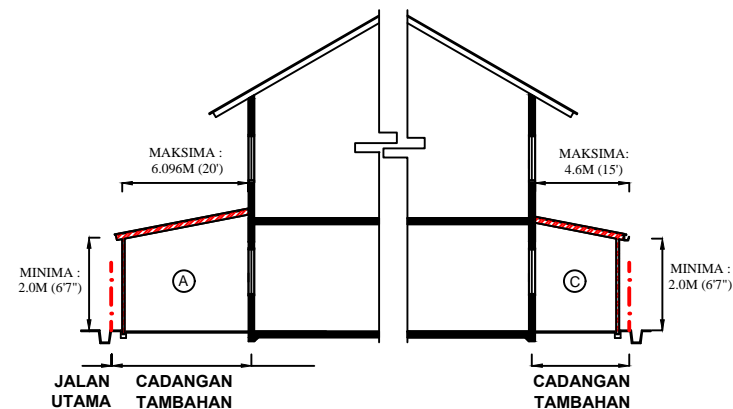 MAKSIMA :
6.096M (20')
MAKSIMA:
4.6M (15')
MINIMA :
2.0M (6'7")
A
C
MINIMA :
2.0M (6'7")
JALAN
UTAMA
CADANGAN
TAMBAHAN
CADANGAN
TAMBAHAN